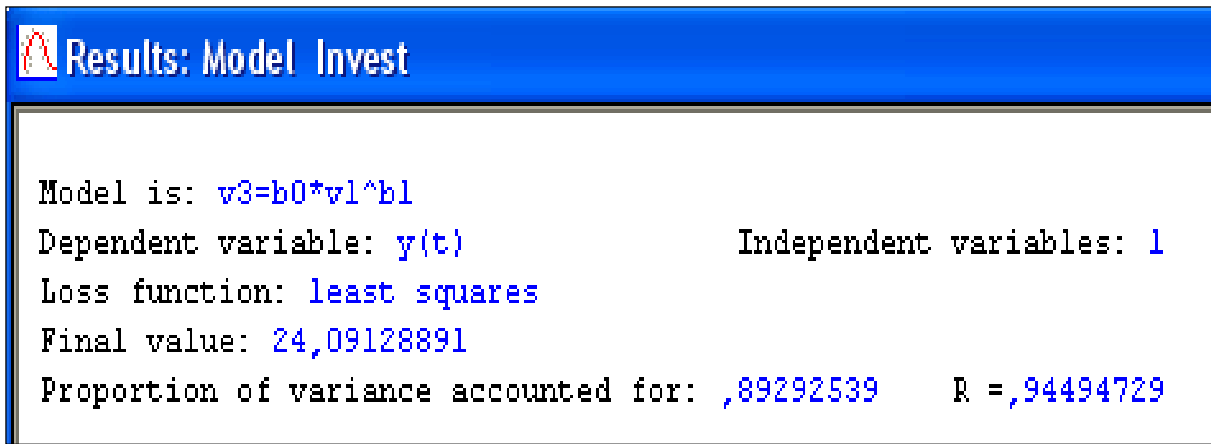 Results: Model Invest
Model is: v3=b0*v1^b1
Dependent variable: y(t) Independent variables: 1
Loss function: least squares
Final value: 24,09128891
Proportion of variance accounted for: ,89292539 R =,94494729